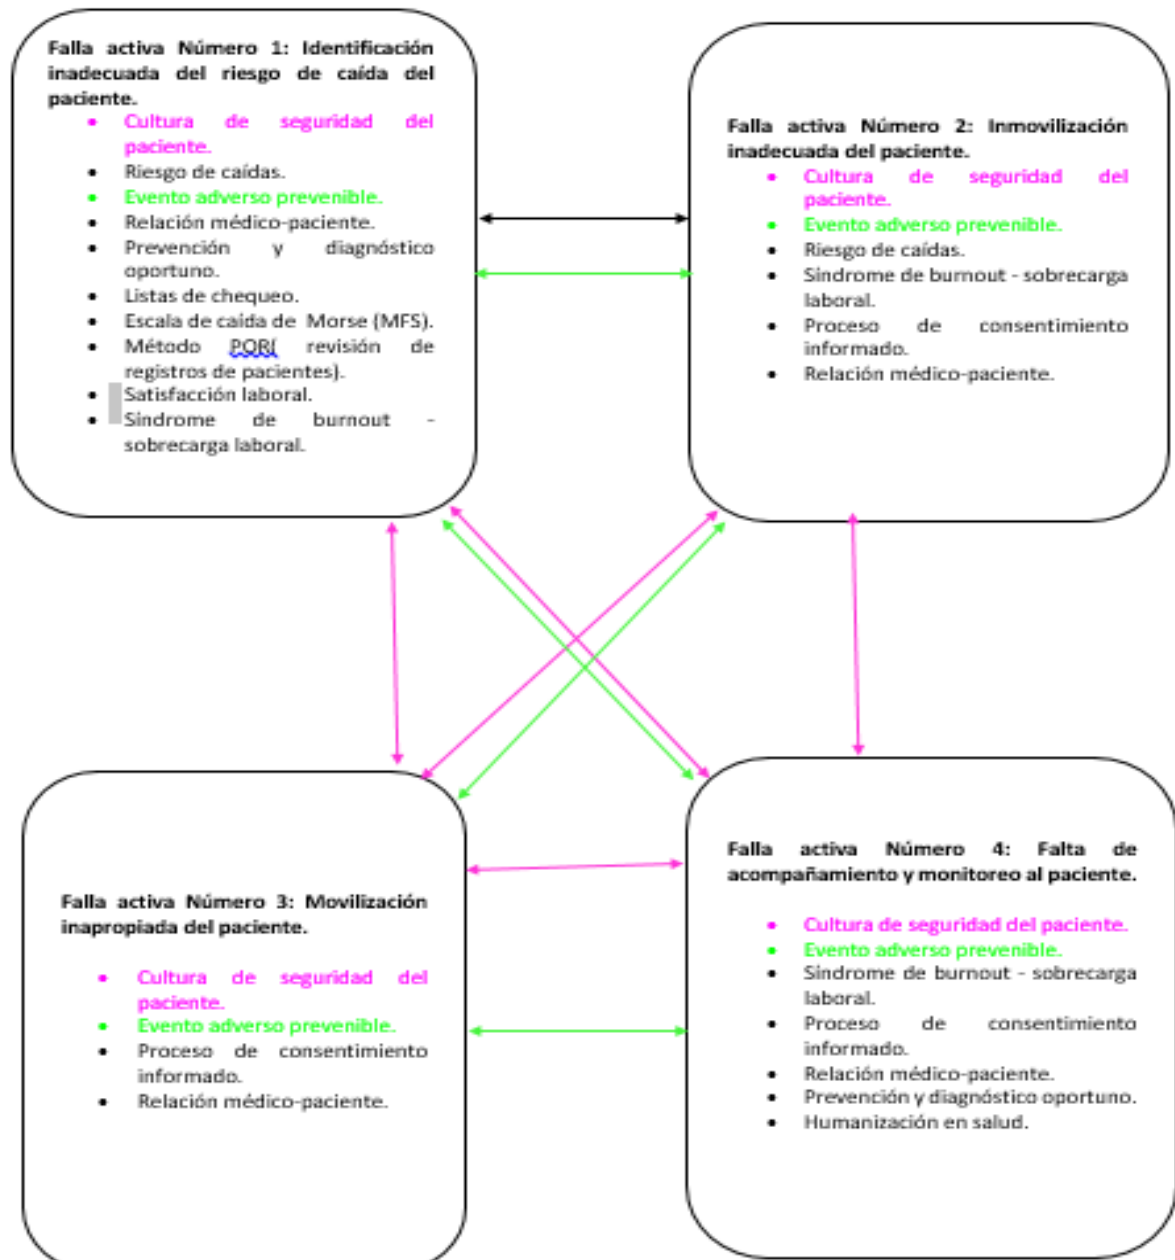 Falla activa Número 1: Identificación
inadecuada del riesgo de caída del
paciente.
• Cultura de seguridad del
paciente.
• Riesgo de caídas.
• Evento adverso prevenible.
• Relación médico-paciente.
• Prevención y diagnóstico
oportuno.
• Listas de chequeo.
• Escala de caída de Morse (MFS).
• Método PQR( revisión de
registros de pacientes).
• Satisfacción laboral.
• Síndrome de burnout -
sobrecarga laboral.
Falla activa Número 2: Inmovilización
inadecuada del paciente.
• Cultura de seguridad del
paciente.
• Evento adverso prevenible.
• Riesgo de caídas.
• Síndrome de burnout - sobrecarga
laboral.
• Proceso de consentimiento
informado.
• Relación médico-paciente.
Falla activa Número 3: Movilización
inapropiada del paciente.
• Cultura de seguridad del
paciente.
• Evento adverso prevenible.
• Proceso de consentimiento
informado.
• Relación médico-paciente.
Falla activa Número 4: Falta de
acompañamiento y monitoreo al paciente.
• Cultura de seguridad del paciente.
• Evento adverso prevenible.
• Síndrome de burnout - sobrecarga
laboral.
• Proceso de consentimiento
informado.
• Relación médico-paciente.
• Prevención y diagnóstico oportuno.
• Humanización en salud.